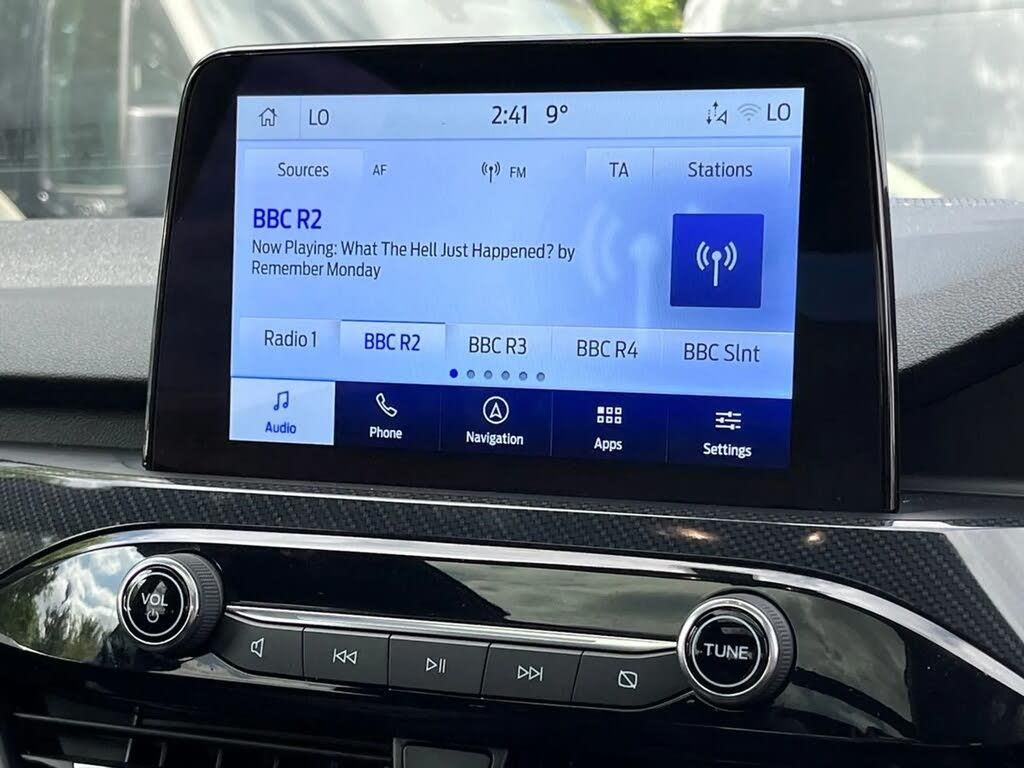 LO 2:41 9° LO
Sources AF FM TA Stations
BBC R2
Now Playing: What The Hell Just Happened? by
Remember Monday
Radio 1 BBC R2 BBC R3 BBC R4 BBC Slnt
Audio Phone Navigation Apps Settings
VOL
TUNE